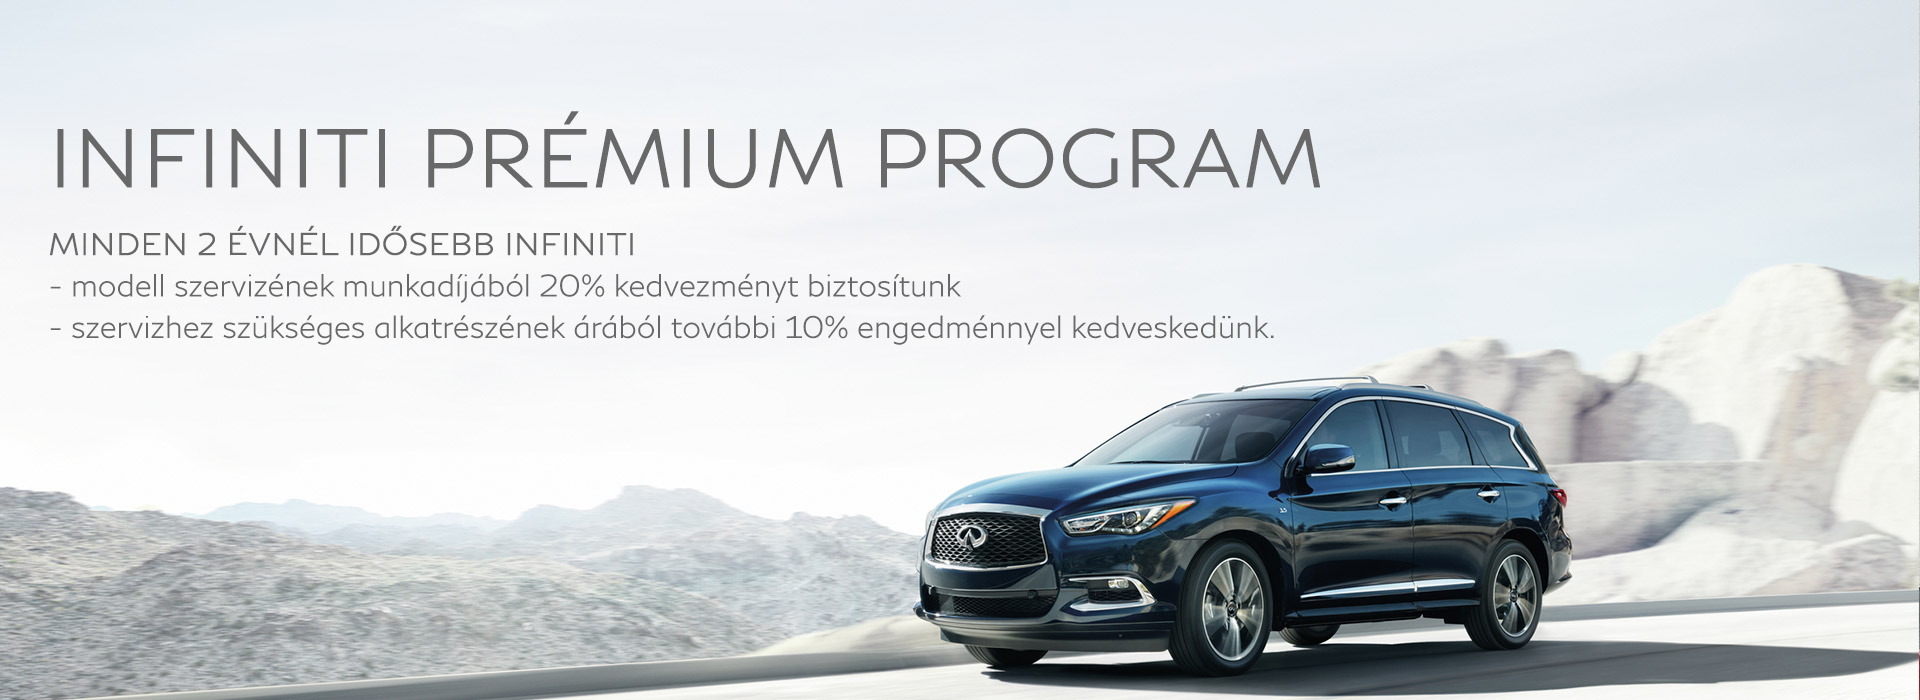 INFINITI PRÉMIUM PROGRAM
MINDEN 2 ÉVNÉL IDŐSEBB INFINITI
- modell szervizének munkadíjából 20% kedvezményt biztosítunk
- szervizhez szükséges alkatrészének árából további 10% engedménnyel kedveskedünk.